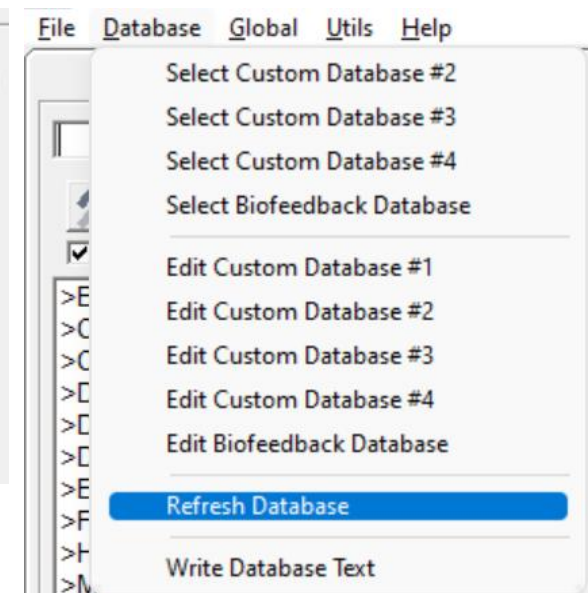 File Database Global Utils Help
Select Custom Database #2
Select Custom Database #3
Select Custom Database #4
Select Biofeedback Database
Edit Custom Database #1
Edit Custom Database #2
Edit Custom Database #3
Edit Custom Database #4
Edit Biofeedback Database
Refresh Database
Write Database Text